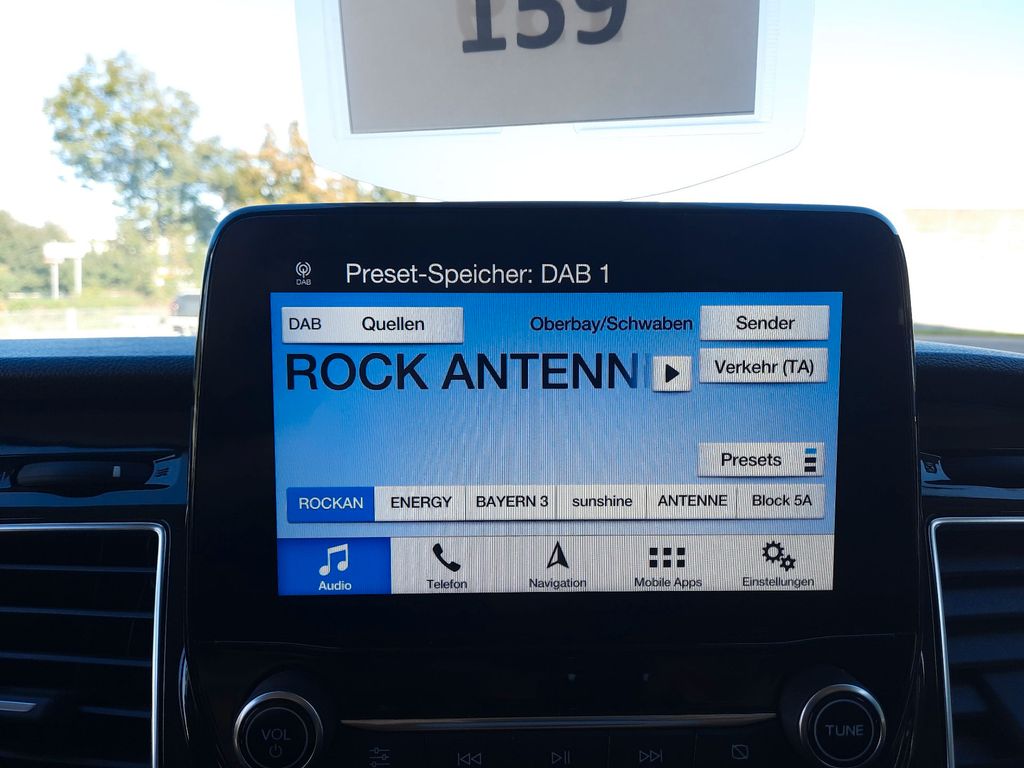 159
DAB
Preset-Speicher: DAB 1
DAB Quellen
Oberbay/Schwaben
Sender
ROCK ANTENN
Verkehr (TA)
Presets
ROCKAN ENERGY BAYERN 3 sunshine ANTENNE Block 5A
Audio Telefon Navigation Mobile Apps Einstellungen
VOL
TUNE